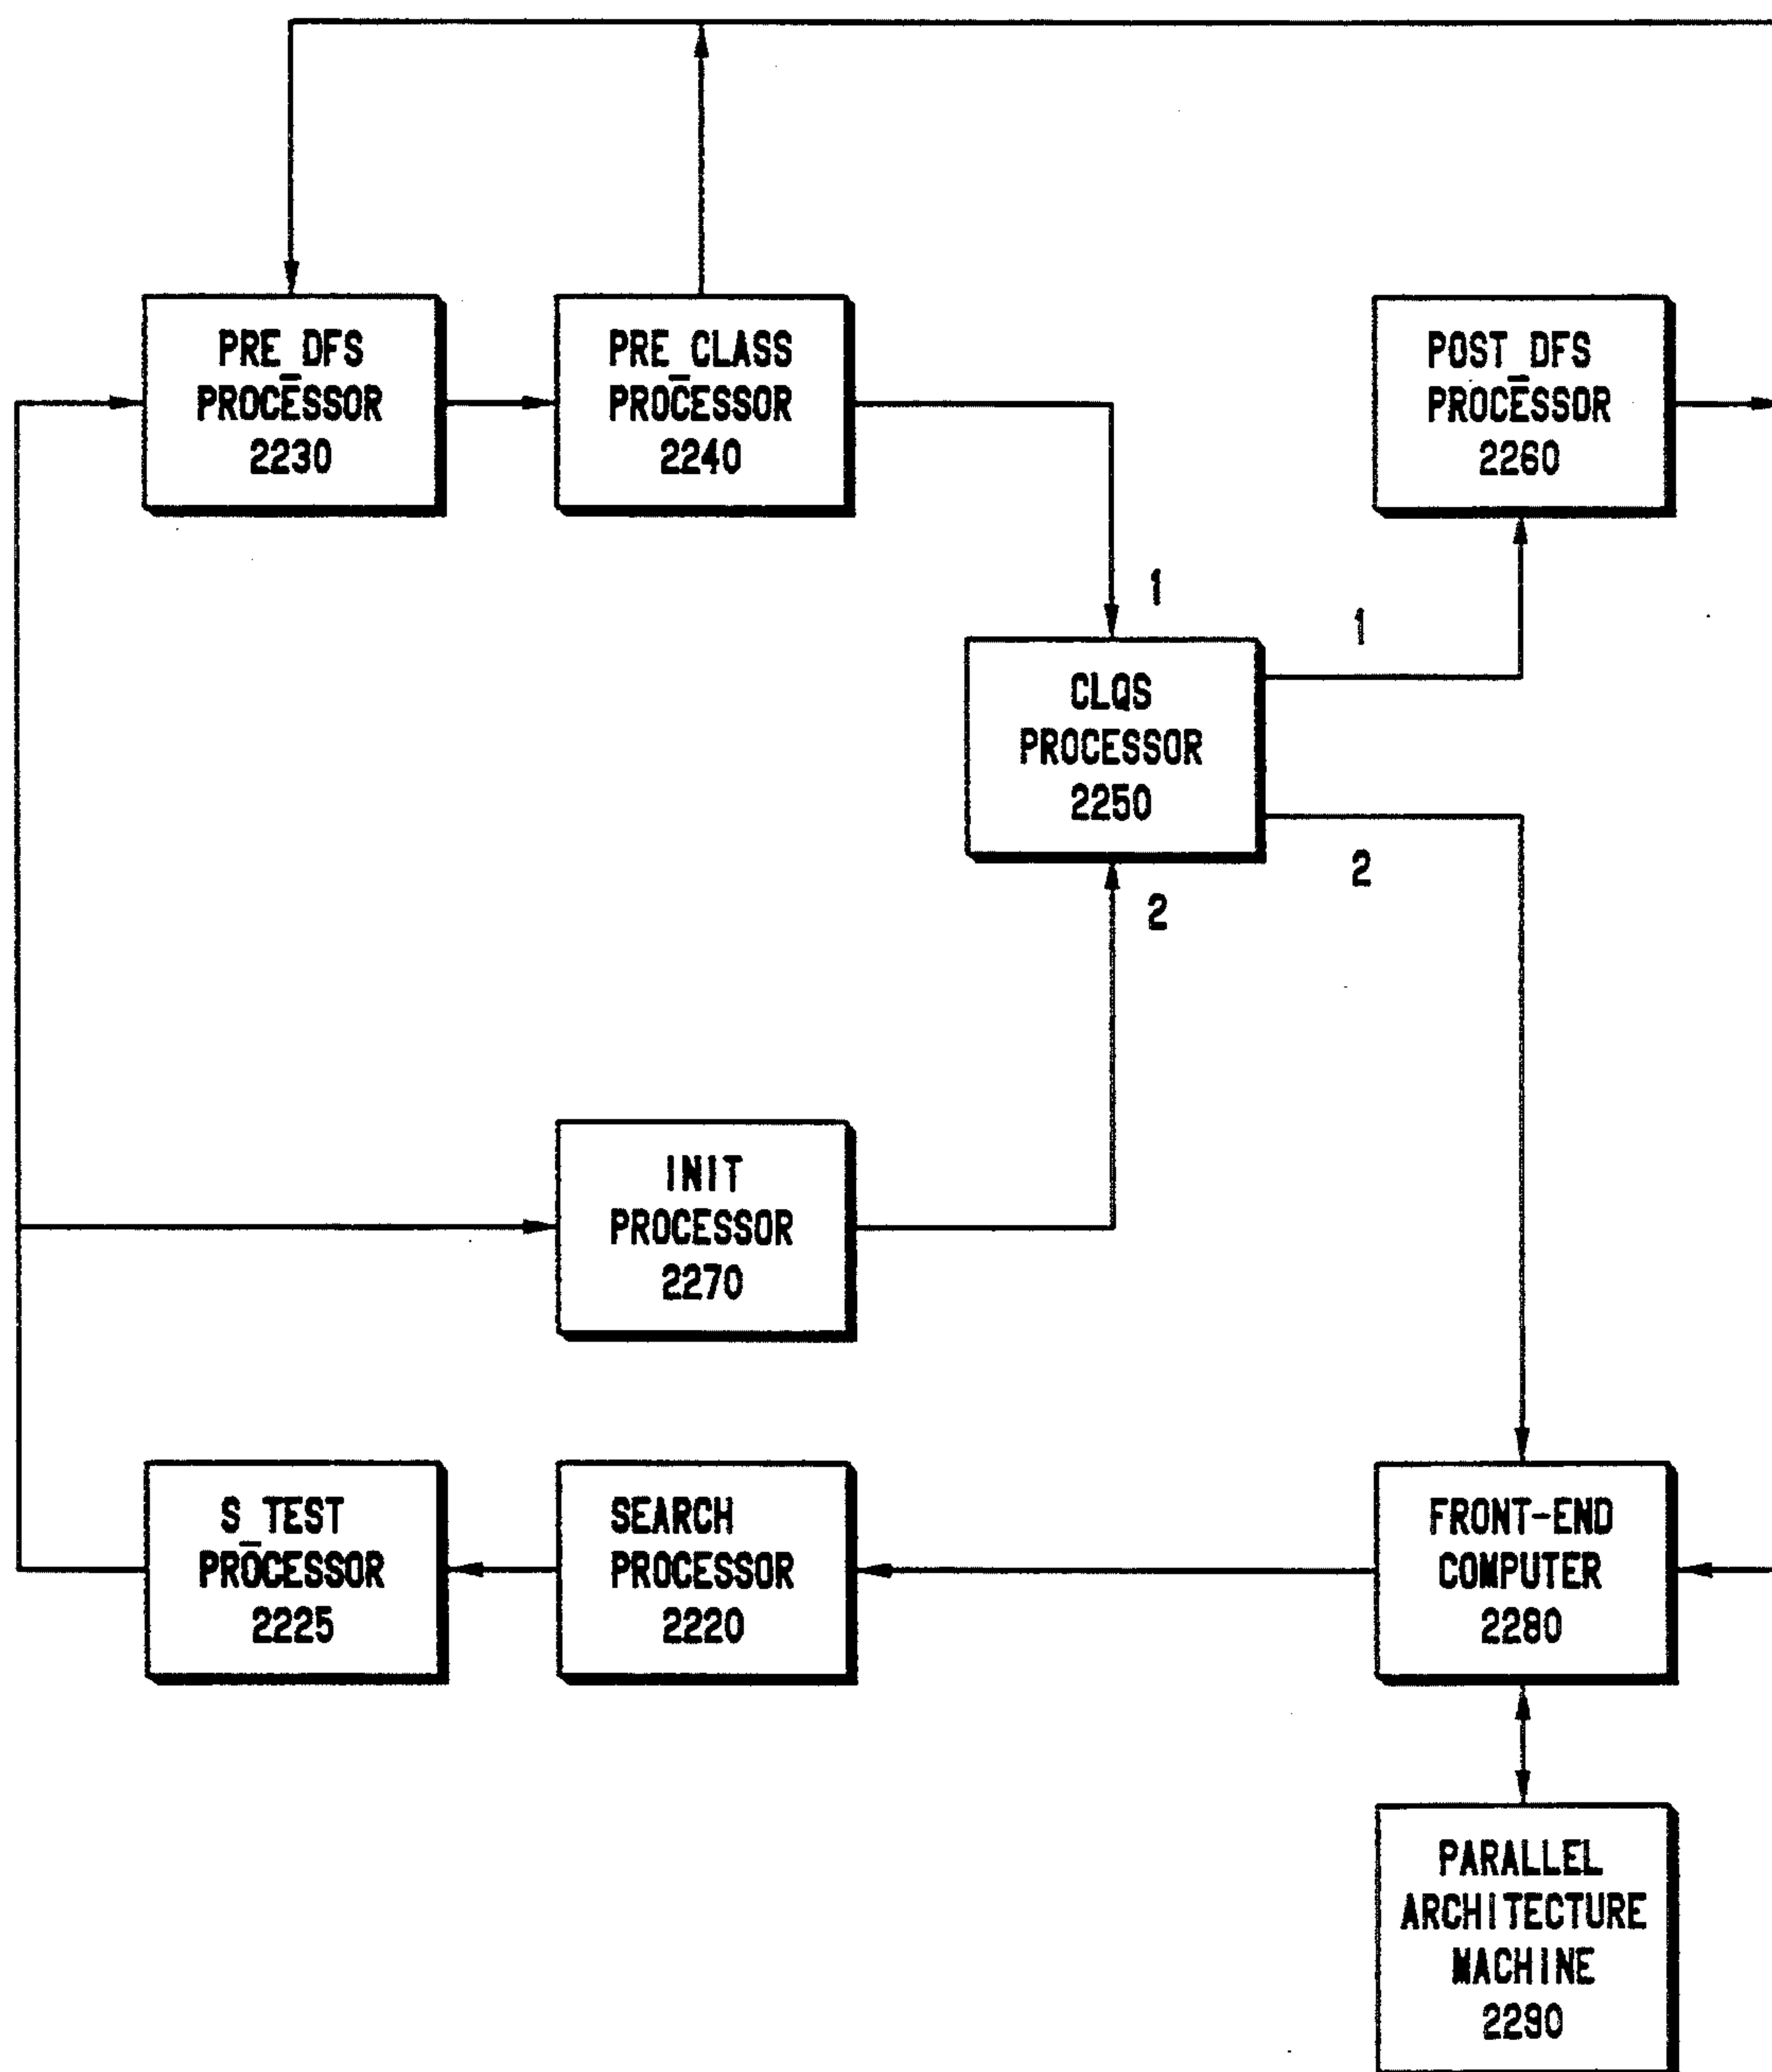 PRE_DFS
PROCESSOR
2230
PRE_CLASS
PROCESSOR
2240
POST_DFS
PROCESSOR
2260
1
1
CLQS
PROCESSOR
2250
2
2
INIT
PROCESSOR
2270
S_TEST
PROCESSOR
2225
SEARCH
PROCESSOR
2220
FRONT-END
COMPUTER
2280
PARALLEL
ARCHITECTURE
MACHINE
2290